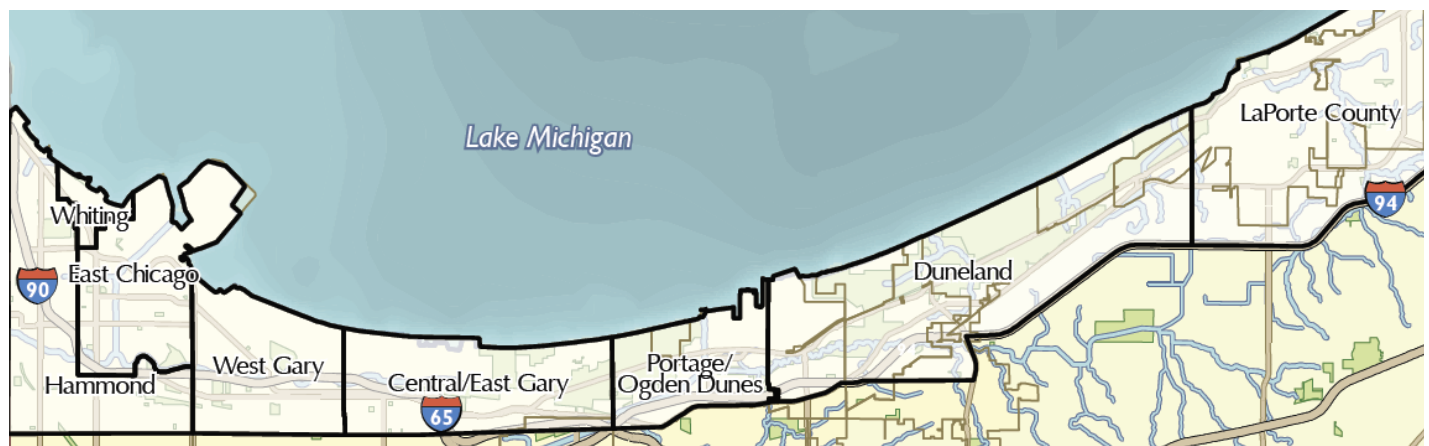 Lake Michigan
LaPorte County
94
Whiting
East Chicago
90
Duneland
Hammond
West Gary
Central/East Gary
65
Portage/
Ogden Dunes